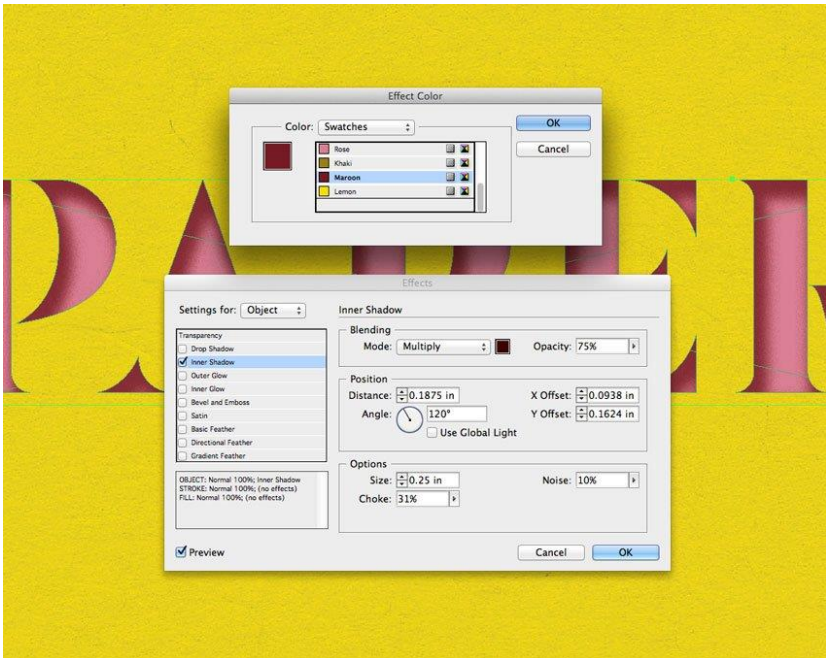 Effect Color
Color: Swatches
OK
Rose
Khaki
Cancel
Maroon
Lemon
PAPER
Effects
Settings for: Object
Inner Shadow
Transparency
Drop Shadow
Inner Shadow
Outer Glow
Inner Glow
Bevel and Emboss
Satin
Basic Feather
Directional Feather
Gradient Feather
OBJECT: Normal 100%; Inner Shadow
STROKE: Normal 100%; (no effects)
FILL: Normal 100%; (no effects)
Blending
Mode: Multiply
Opacity: 75%
Position
Distance: 0.1875 in
X Offset: 0.0938 in
Angle: 120°
Y Offset: 0.1624 in
Use Global Light
Options
Size: 0.25 in
Noise: 10%
Choke: 31%
Preview
Cancel
OK